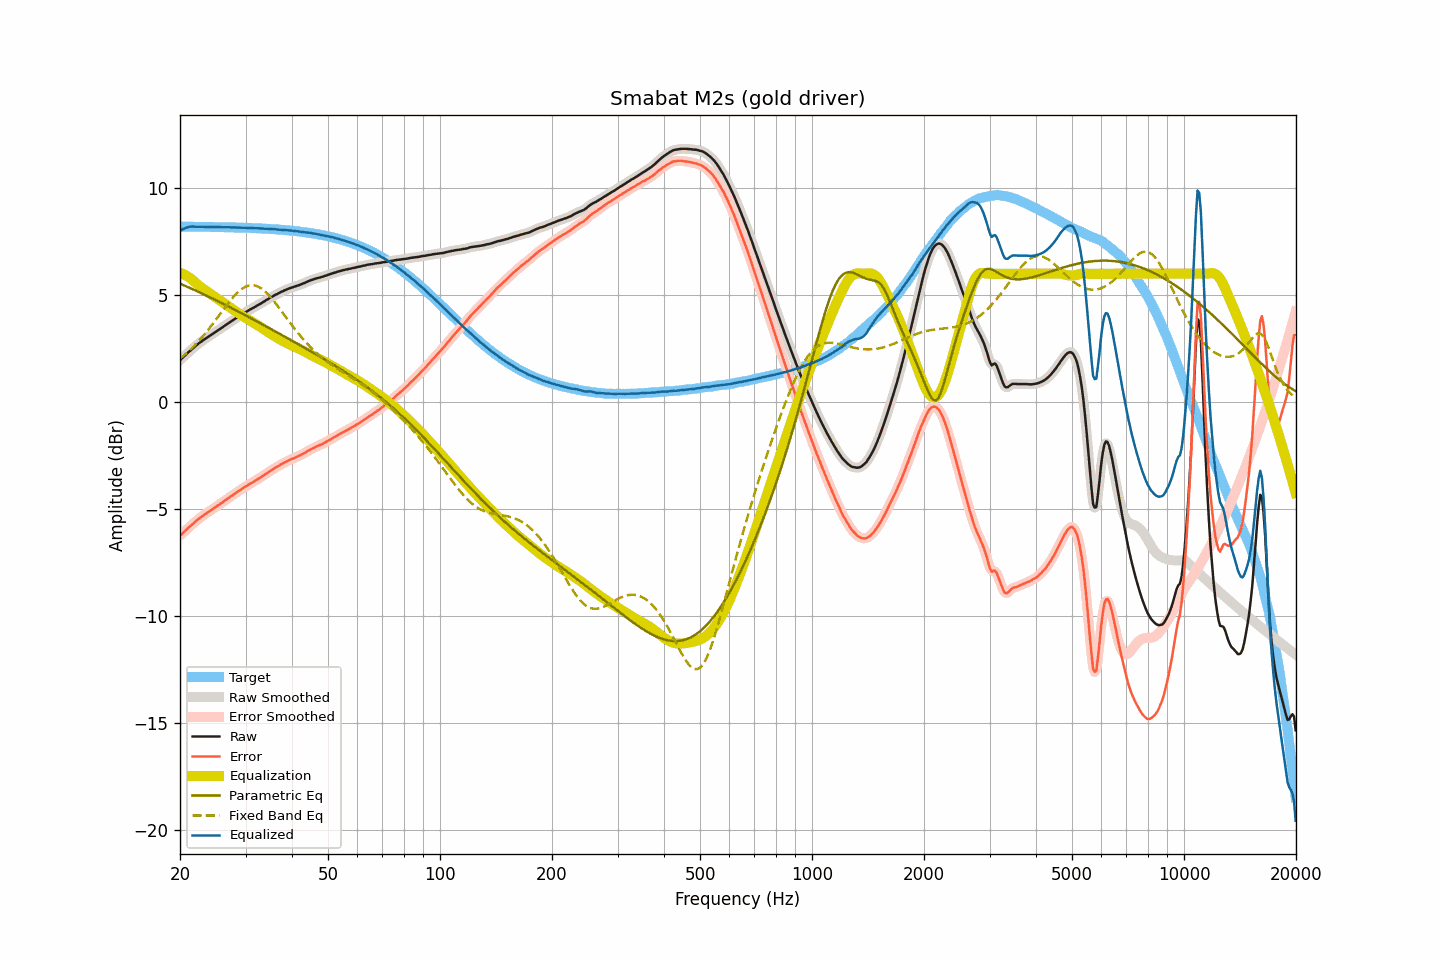 Smabat M2s (gold driver)
Amplitude (dBr)
10
5
0
−5
−10
−15
−20
Target
Raw Smoothed
Error Smoothed
Raw
Error
Equalization
Parametric Eq
Fixed Band Eq
Equalized
20 50 100 200 500 1000 2000 5000 10000 20000
Frequency (Hz)